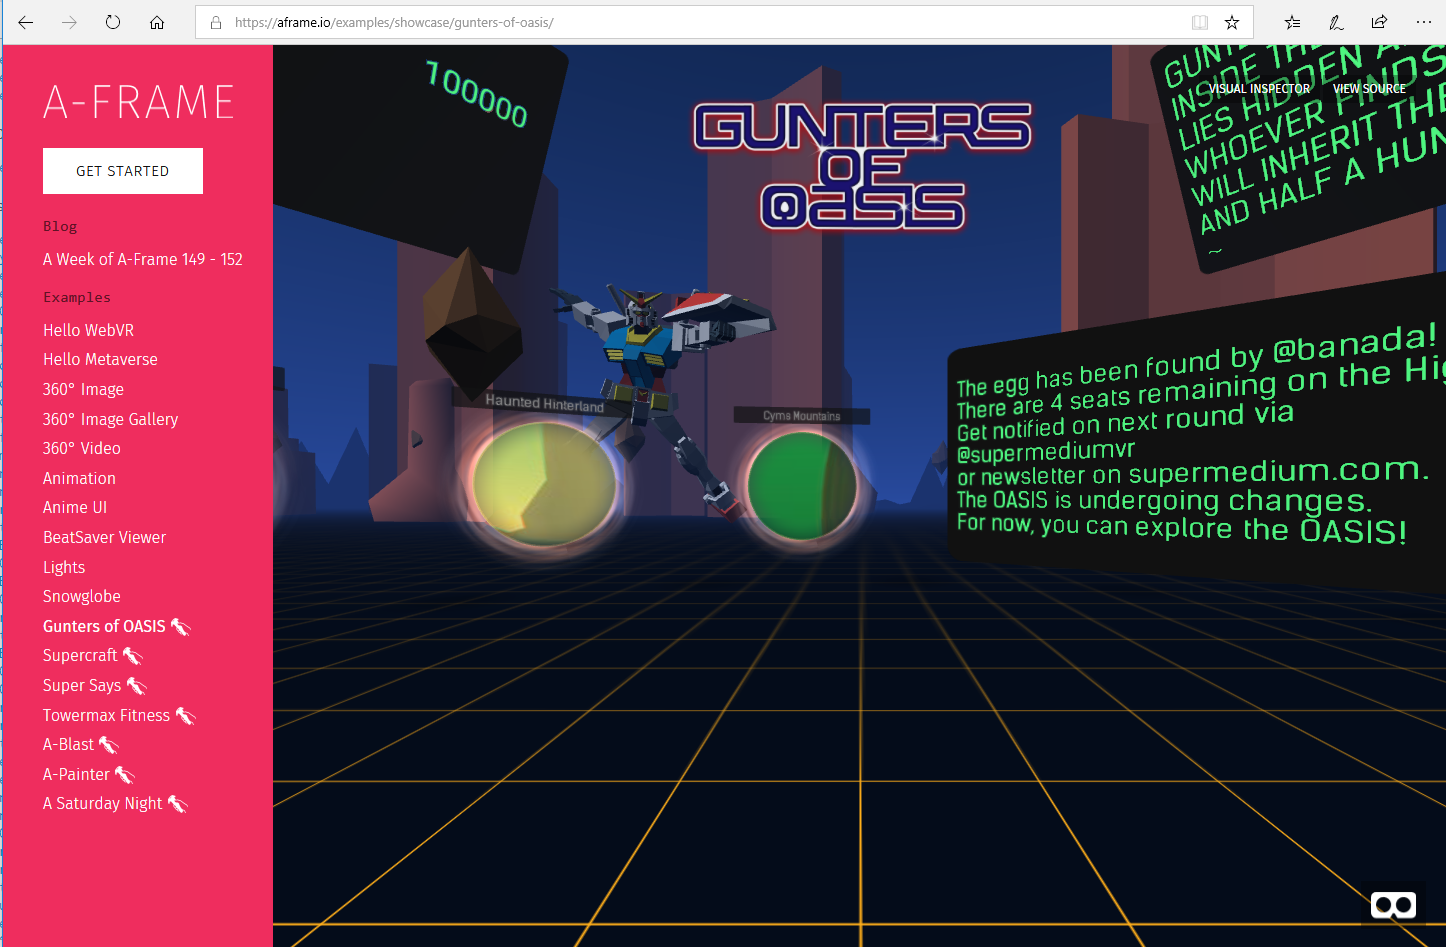 https://aframe.io/examples/showcase/gunters-of-oasis/
A-FRAME
GET STARTED
Blog
A Week of A-Frame 149 - 152
Examples
Hello WebVR
Hello Metaverse
360° Image
360° Image Gallery
360° Video
Animation
Anime UI
BeatSaver Viewer
Lights
Snowglobe
Gunters of OASIS
Supercraft
Super Says
Towermax Fitness
A-Blast
A-Painter
A Saturday Night
100000
GUNTERS
OF
OASIS
VISUAL INSPECTOR
VIEW SOURCE
INSIDE
LIES HIDDEN
WHOEVER FINDS
WILL INHERIT THE
AND HALF A
~
Haunted Hinterland
Cyms Mountains
The egg has been found by @banada!
There are 4 seats remaining on the
Get notified on next round via
@supermediumvr
or newsletter on supermedium.com.
The OASIS is undergoing changes.
For now, you can explore the OASIS!